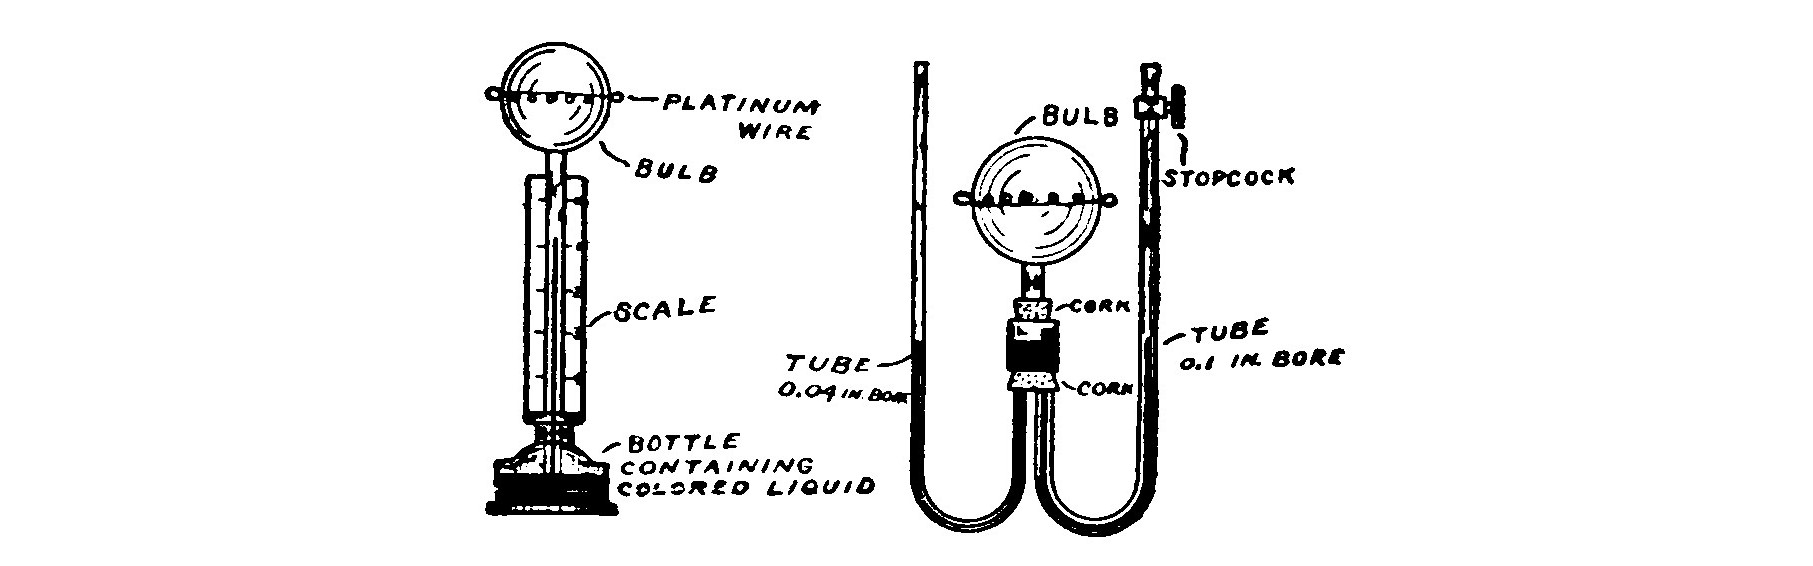 PLATINUM
WIRE
BULB
SCALE
BOTTLE
CONTAINING
COLORED LIQUID
BULB
STOPCOCK
CORK
TUBE
0.04 IN. BORE
CORK
TUBE
0.1 IN. BORE